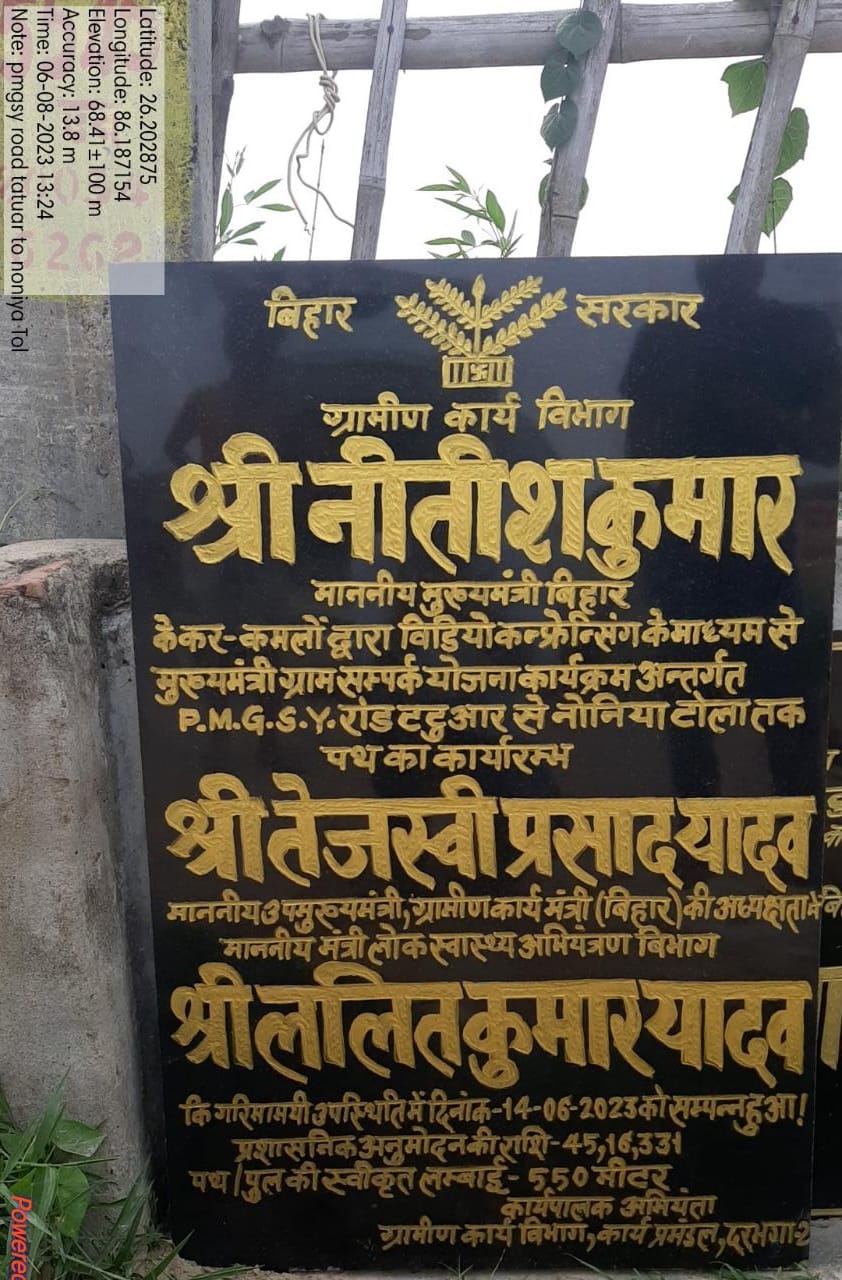 Latitude: 26.202875
Longitude: 86.187154
Elevation: 68.41±100 m
Accuracy: 13.8 m
Time: 06-08-2023 13:24
Note: pmgsy road tatuar to noniya Tol
बिहार सरकार
ग्रामीण कार्य विभाग
श्री नीतीश कुमार
माननीय मुख्यमंत्री बिहार
के कर-कमलों द्वारा विडियो कन्फ्रेन्सिंग के माध्यम से
मुख्यमंत्री ग्राम सम्पर्क योजना कार्यक्रम अन्तर्गत
P.M.G.S.Y. रोड टटुआर से नोनिया टोला तक
पथ का कार्यारम्भ
श्री तेजस्वी प्रसाद यादव
माननीय उपमुख्यमंत्री, ग्रामीण कार्य मंत्री (बिहार) की अध्यक्षता में
माननीय मंत्री लोक स्वास्थ्य अभियंत्रण विभाग
श्री ललित कुमार यादव
कि गरिमामयी उपस्थिति में दिनांक-14-06-2023 को सम्पन्न हुआ!
प्रशासनिक अनुमोदन की राशि-45,16,331
पथ/पुल की स्वीकृत लम्बाई- 550 मीटर
कार्यपालक अभियंता
ग्रामीण कार्य विभाग, कार्य प्रमंडल, दरभगा-2
Powered